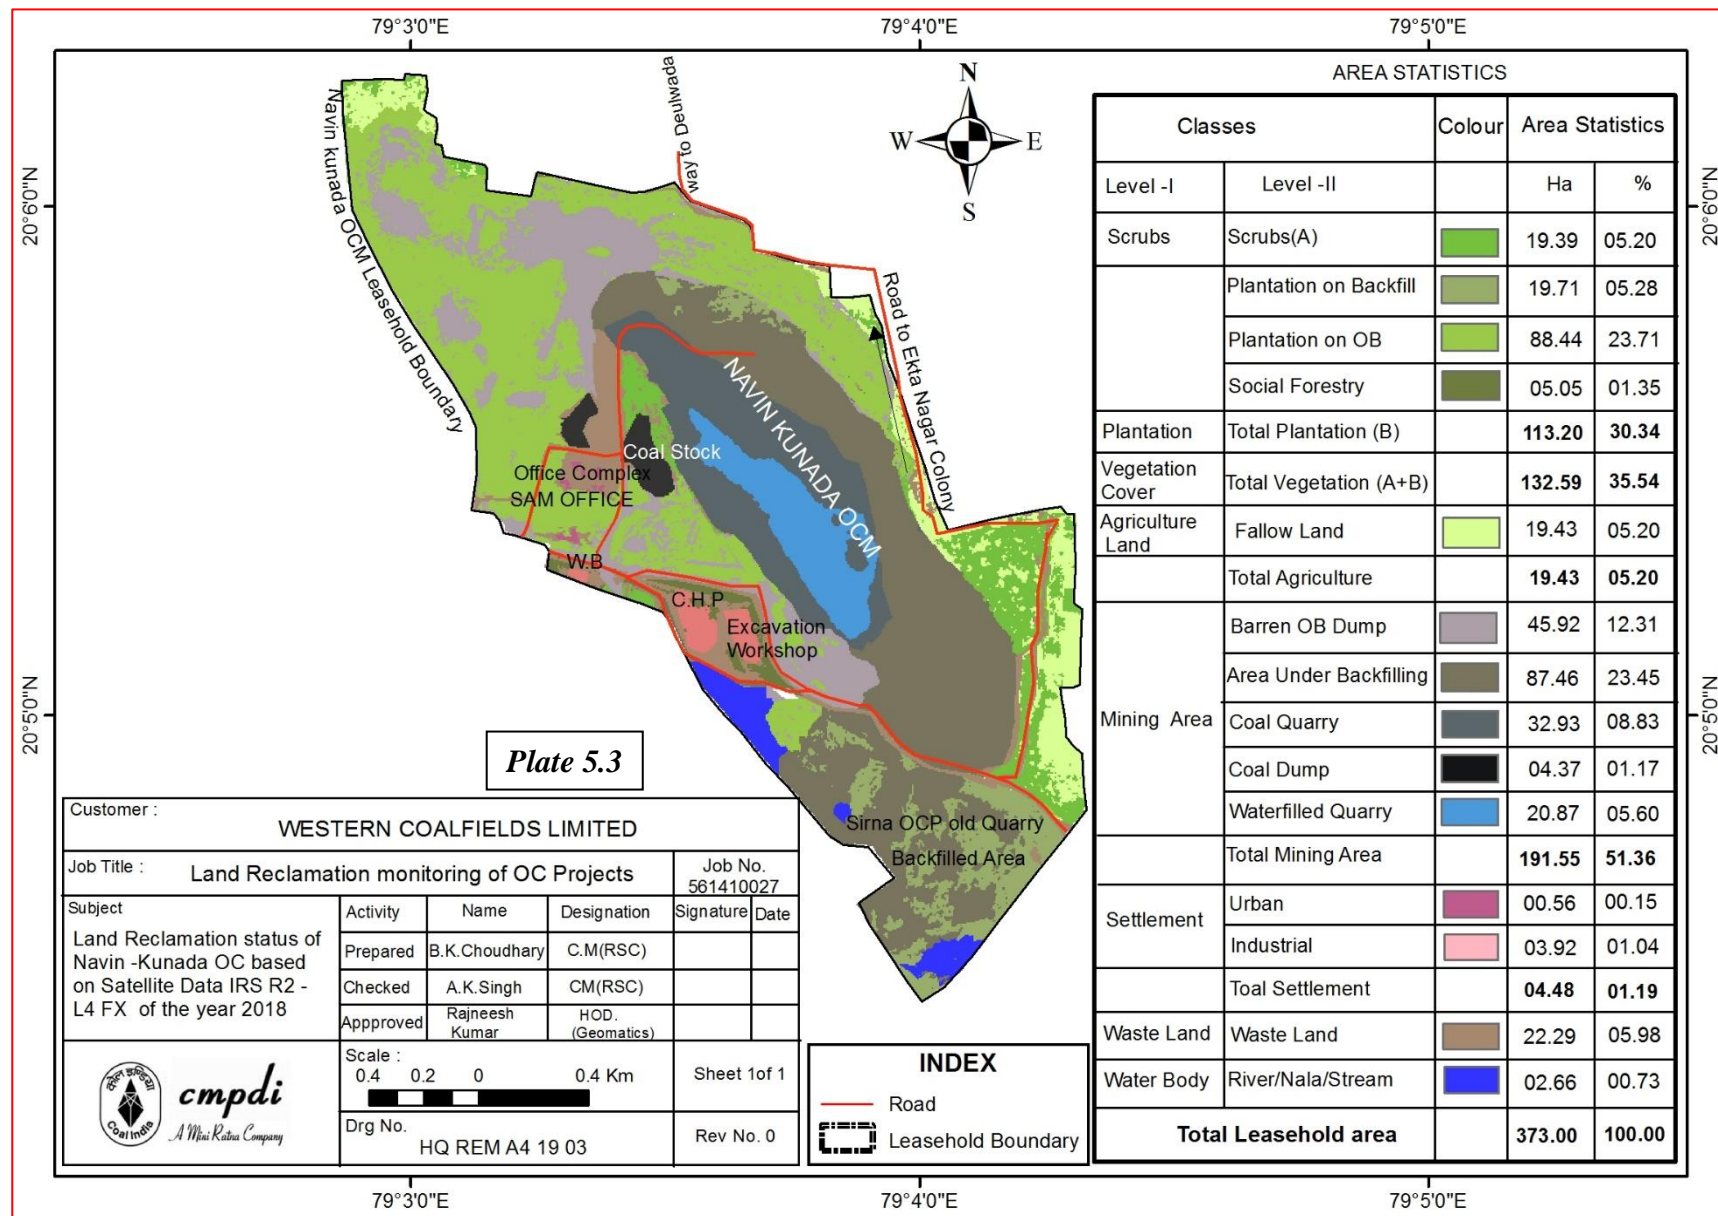 79°3'0"E 79°4'0"E 79°5'0"E
20°6'0"N
20°5'0"N
20°6'0"N
20°5'0"N
79°3'0"E 79°4'0"E 79°5'0"E
Navin kunada OCM Leasehold Boundary
way to Deulwada
Road to Ekta Nagar Colony
N
W E
S
NAVIN KUNADA OCM
Coal Stock
Office Complex
SAM OFFICE
W.B
C.H.P
Excavation
Workshop
Sirna OCP old Quarry
Backfilled Area
Plate 5.3
AREA STATISTICS
Classes Colour Area Statistics
Level -I Level -II Ha %
Scrubs Scrubs(A) 19.39 05.20
Plantation on Backfill 19.71 05.28
Plantation on OB 88.44 23.71
Social Forestry 05.05 01.35
Plantation Total Plantation (B) 113.20 30.34
Vegetation
Cover Total Vegetation (A+B) 132.59 35.54
Agriculture
Land Fallow Land 19.43 05.20
Total Agriculture 19.43 05.20
Barren OB Dump 45.92 12.31
Area Under Backfilling 87.46 23.45
Mining Area Coal Quarry 32.93 08.83
Coal Dump 04.37 01.17
Waterfilled Quarry 20.87 05.60
Total Mining Area 191.55 51.36
Settlement Urban 00.56 00.15
Industrial 03.92 01.04
Toal Settlement 04.48 01.19
Waste Land Waste Land 22.29 05.98
Water Body River/Nala/Stream 02.66 00.73
Total Leasehold area 373.00 100.00
Customer :
WESTERN COALFIELDS LIMITED
Job Title : Land Reclamation monitoring of OC Projects
Job No.
561410027
Subject
Land Reclamation status of
Navin -Kunada OC based
on Satellite Data IRS R2 -
L4 FX of the year 2018
Activity Name Designation Signature Date
Prepared B.K.Choudhary C.M(RSC)
Checked A.K.Singh CM(RSC)
Appproved Rajneesh Kumar HOD. (Geomatics)
कोल इण्डिया
Coal India
cmpdi
A Mini Ratna Company
Scale :
0.4 0.2 0 0.4 Km
Sheet 1of 1
Drg No.
HQ REM A4 19 03
Rev No. 0
INDEX
Road
Leasehold Boundary